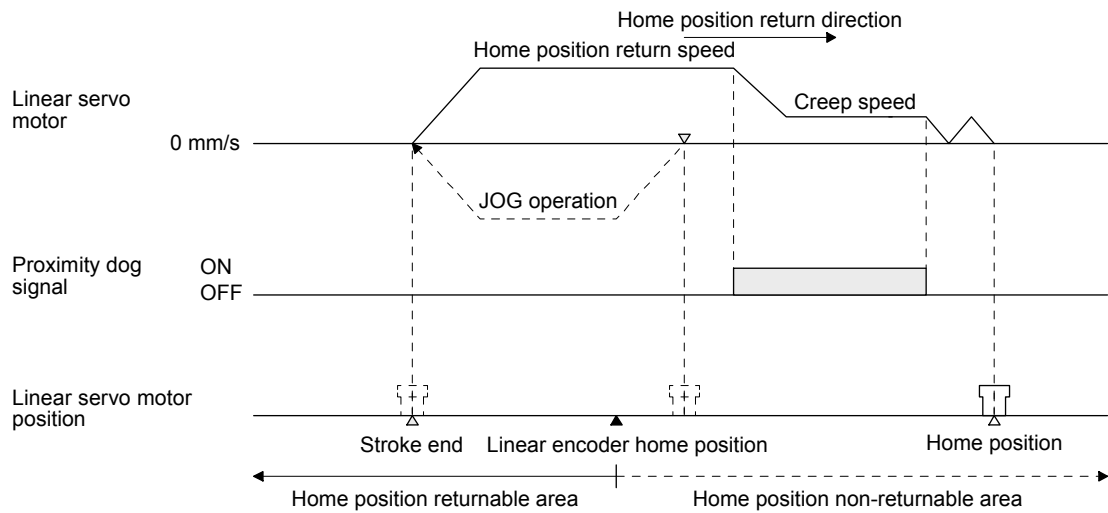 Home position return direction
Home position return speed
Linear servo
motor
Creep speed
0 mm/s
JOG operation
Proximity dog
signal
ON
OFF
Linear servo motor
position
Stroke end
Linear encoder home position
Home position
Home position returnable area
Home position non-returnable area